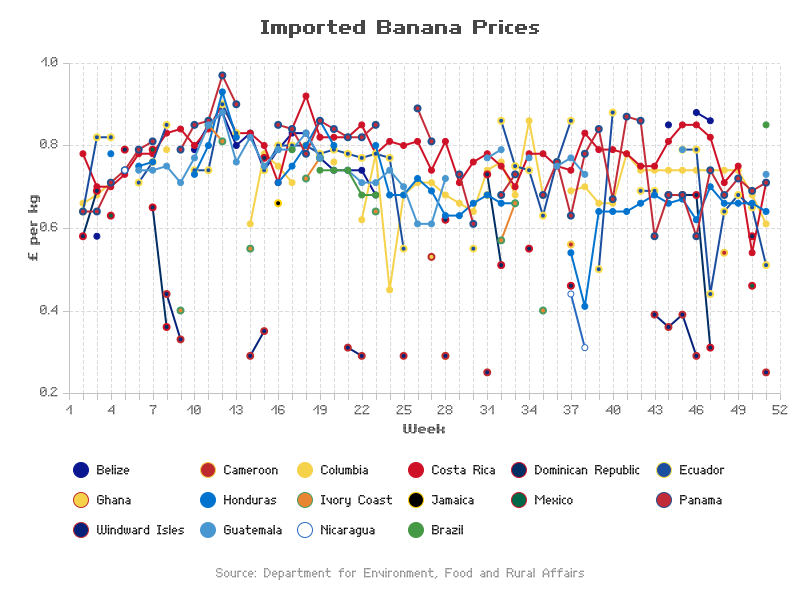 Imported Banana Prices
1.0
0.8
0.6
0.4
0.2
£ per kg
1 4 7 10 13 16 19 22 25 28 31 34 37 40 43 46 49 52
Week
Belize Cameroon Columbia Costa Rica Dominican Republic Ecuador
Ghana Honduras Ivory Coast Jamaica Mexico Panama
Windward Isles Guatemala Nicaragua Brazil
Source: Department for Environment, Food and Rural Affairs